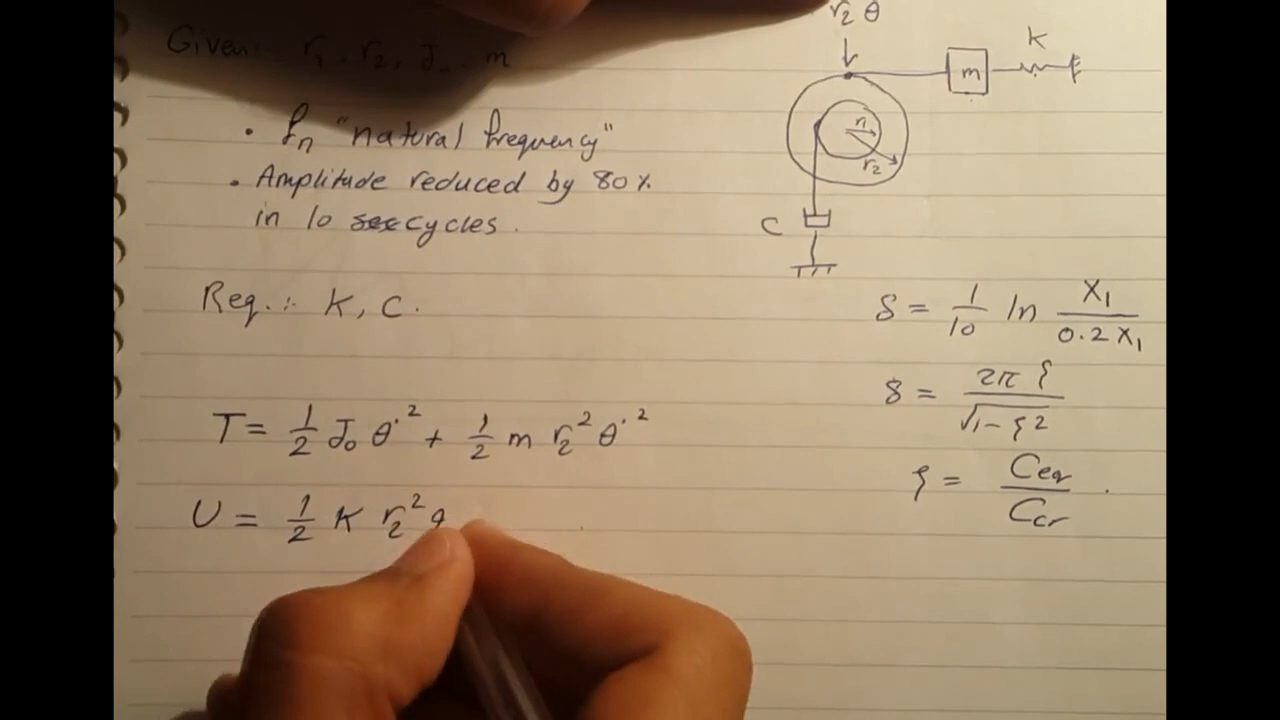 Given:- r₁, r₂, J₀, m
• fₙ "natural frequency"
• Amplitude reduced by 80%
in 10 cycles.
Req.:- K, C.
T = 1/2 J₀ θ˙² + 1/2 m r₂² θ˙²
U = 1/2 K r₂² θ
r₂ θ
K
m
r₁
r₂
C
δ = 1/10 ln X₁/0.2 X₁
δ = 2π ξ/√1-ξ²
ξ = Ceq/Ccr .